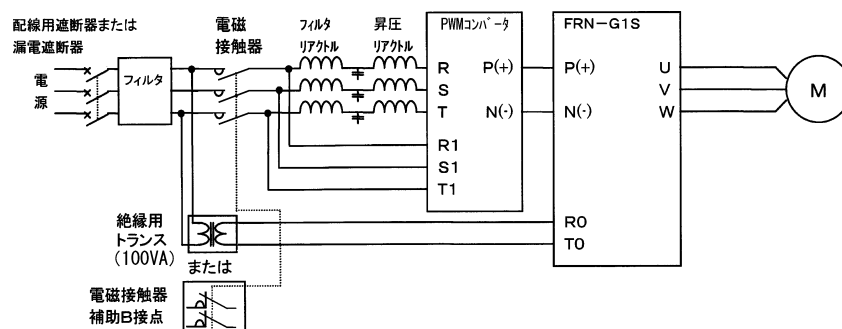 配線用遮断器または
漏電遮断器
電磁
接触器
フィルタ
リアクトル
昇圧
リアクトル
PWMコンバータ
FRN-G1S
電
源
フィルタ
R
S
T
P(+)
N(-)
R1
S1
T1
P(+)
N(-)
U
V
W
M
R0
T0
絶縁用
トランス
(100VA)
または
電磁接触器
補助B接点